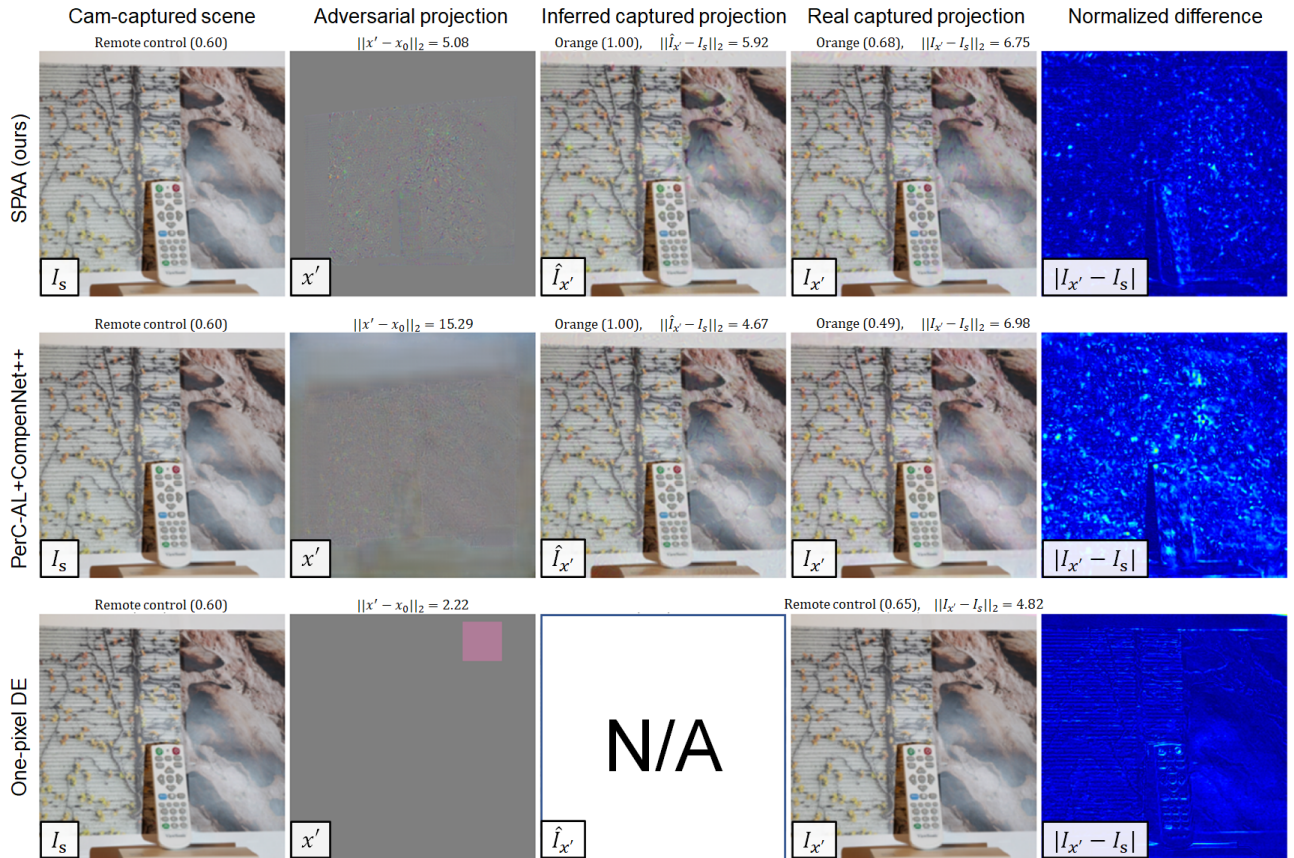 Cam-captured scene Adversarial projection Inferred captured projection Real captured projection Normalized difference
SPAA (ours)
Remote control (0.60) ||x′ − x₀||₂ = 5.08 Orange (1.00), ||Î_x′ − I_s||₂ = 5.92 Orange (0.68), ||I_x′ − I_s||₂ = 6.75
I_s x′ Î_x′ I_x′ |I_x′ − I_s|
PerC-AL+CompenNet++
Remote control (0.60) ||x′ − x₀||₂ = 15.29 Orange (1.00), ||Î_x′ − I_s||₂ = 4.67 Orange (0.49), ||I_x′ − I_s||₂ = 6.98
I_s x′ Î_x′ I_x′ |I_x′ − I_s|
One-pixel DE
Remote control (0.60) ||x′ − x₀||₂ = 2.22 Remote control (0.65), ||I_x′ − I_s||₂ = 4.82
N/A
I_s x′ Î_x′ I_x′ |I_x′ − I_s|